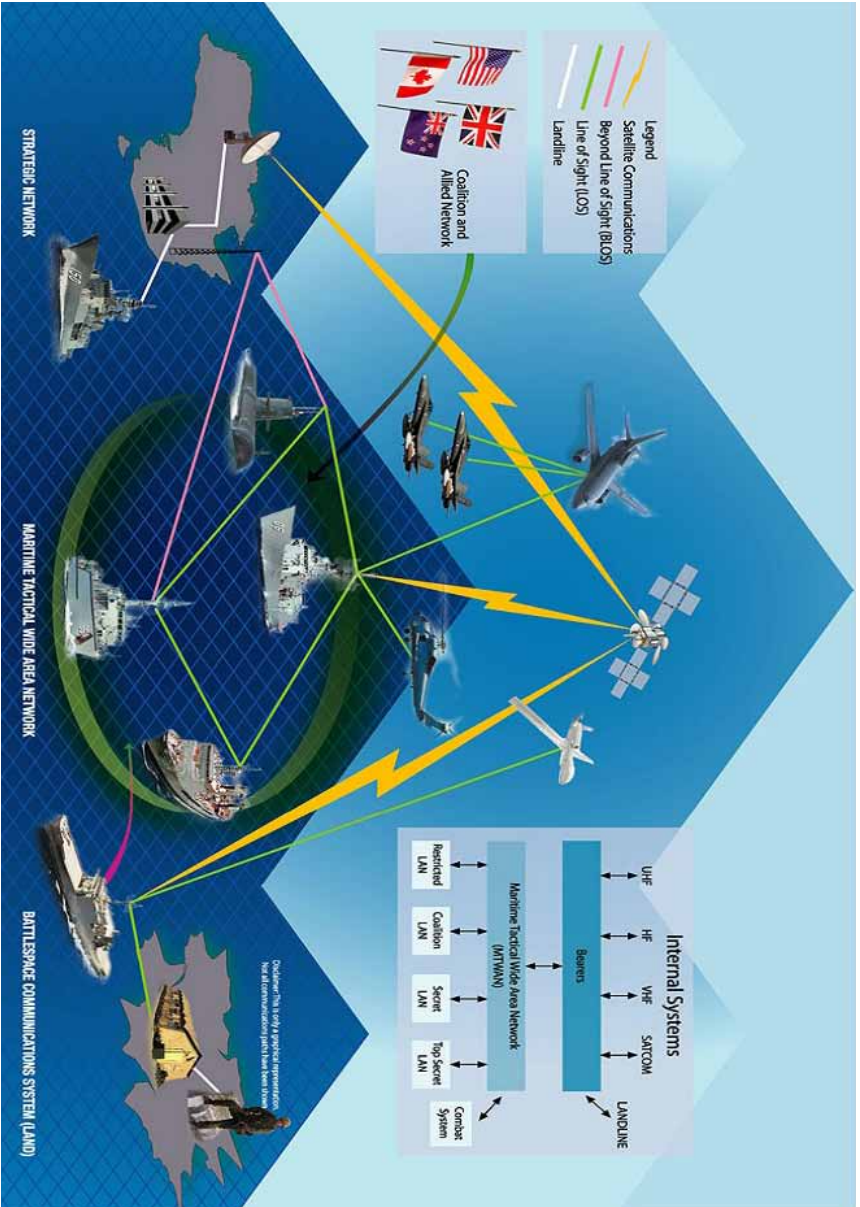 Legend
Satellite Communications
Beyond Line of Sight (BLOS)
Line of Sight (LOS)
Landline
Coalition and
Allied Network
Internal Systems
UHF
HF
VHF
SATCOM
LANDLINE
Bearers
Maritime Tactical Wide Area Network
(MTWAN)
Restricted
LAN
Coalition
LAN
Secret
LAN
Top Secret
LAN
Combat
System
Disclaimer: This is only a graphical representation.
Not all communications paths have been shown
STRATEGIC NETWORK
MARITIME TACTICAL WIDE AREA NETWORK
BATTLESPACE COMMUNICATIONS SYSTEM (LAND)